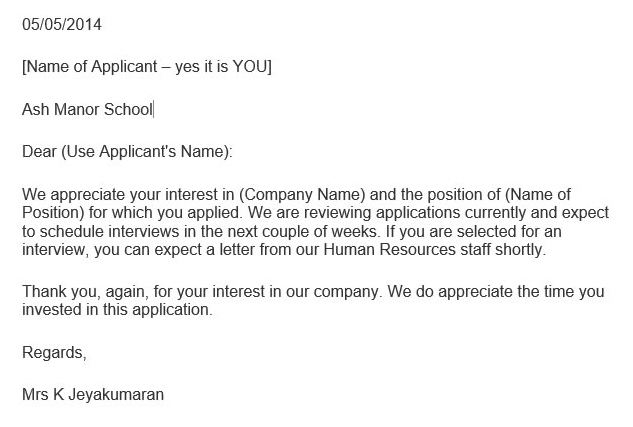 05/05/2014
[Name of Applicant – yes it is YOU]
Ash Manor School
Dear (Use Applicant's Name):
We appreciate your interest in (Company Name) and the position of (Name of
Position) for which you applied. We are reviewing applications currently and expect
to schedule interviews in the next couple of weeks. If you are selected for an
interview, you can expect a letter from our Human Resources staff shortly.
Thank you, again, for your interest in our company. We do appreciate the time you
invested in this application.
Regards,
Mrs K Jeyakumaran